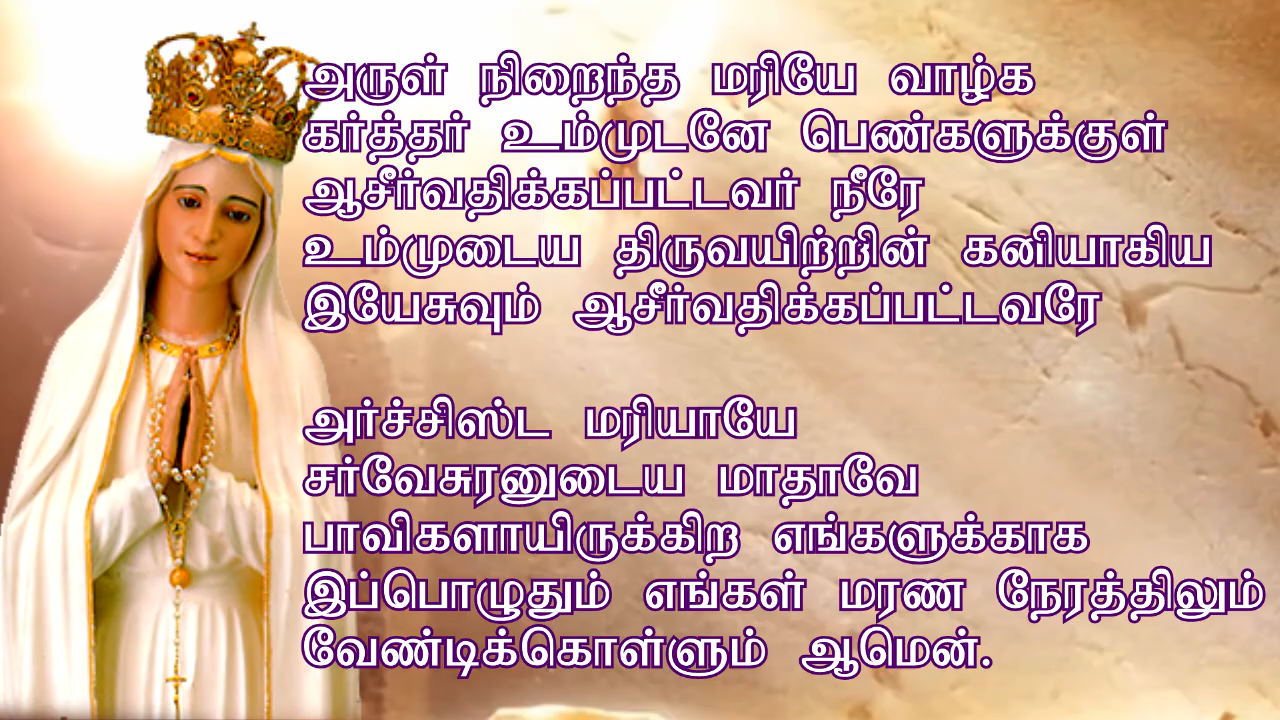 அருள் நிறைந்த மரியே வாழ்க
கர்த்தர் உம்முடனே பெண்களுக்குள்
ஆசீர்வதிக்கப்பட்டவர் நீரே
உம்முடைய திருவயிற்றின் கனியாகிய
இயேசுவும் ஆசீர்வதிக்கப்பட்டவரே
அர்ச்சிஸ்ட மரியாயே
சர்வேசுரனுடைய மாதாவே
பாவிகளாயிருக்கிற எங்களுக்காக
இப்பொழுதும் எங்கள் மரண நேரத்திலும்
வேண்டிக்கொள்ளும் ஆமென்.